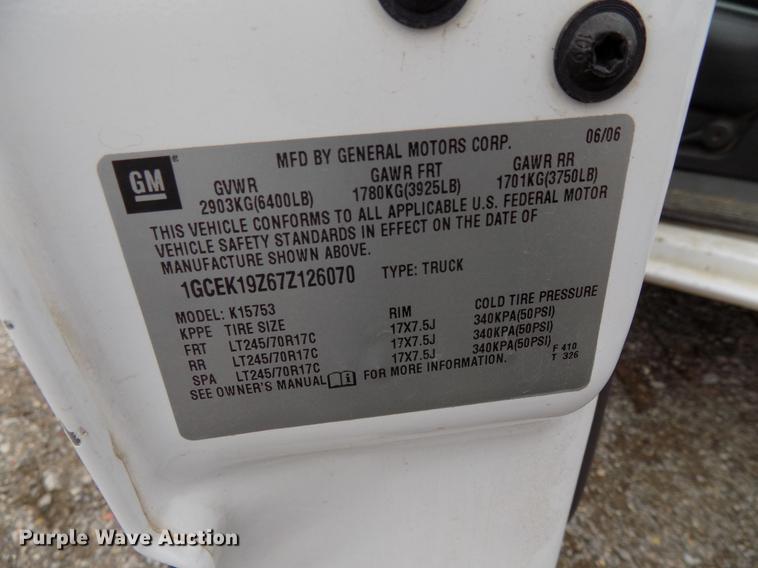 109
MFD BY GENERAL MOTORS CORP. 06/06
GM
GVWR GAWR FRT GAWR RR
2903KG(6400LB) 1780KG(3925LB) 1701KG(3750LB)
THIS VEHICLE CONFORMS TO ALL APPLICABLE U.S. FEDERAL MOTOR
VEHICLE SAFETY STANDARDS IN EFFECT ON THE DATE OF
MANUFACTURE SHOWN ABOVE.
1GCEK19Z67Z126070 TYPE: TRUCK
MODEL: K15753
KPPE TIRE SIZE RIM COLD TIRE PRESSURE
FRT LT245/70R17C 17X7.5J 340KPA(50PSI)
RR LT245/70R17C 17X7.5J 340KPA(50PSI)
SPA LT245/70R17C 17X7.5J 340KPA(50PSI)
SEE OWNER'S MANUAL FOR MORE INFORMATION.
F 410
T 326
Purple Wave Auction